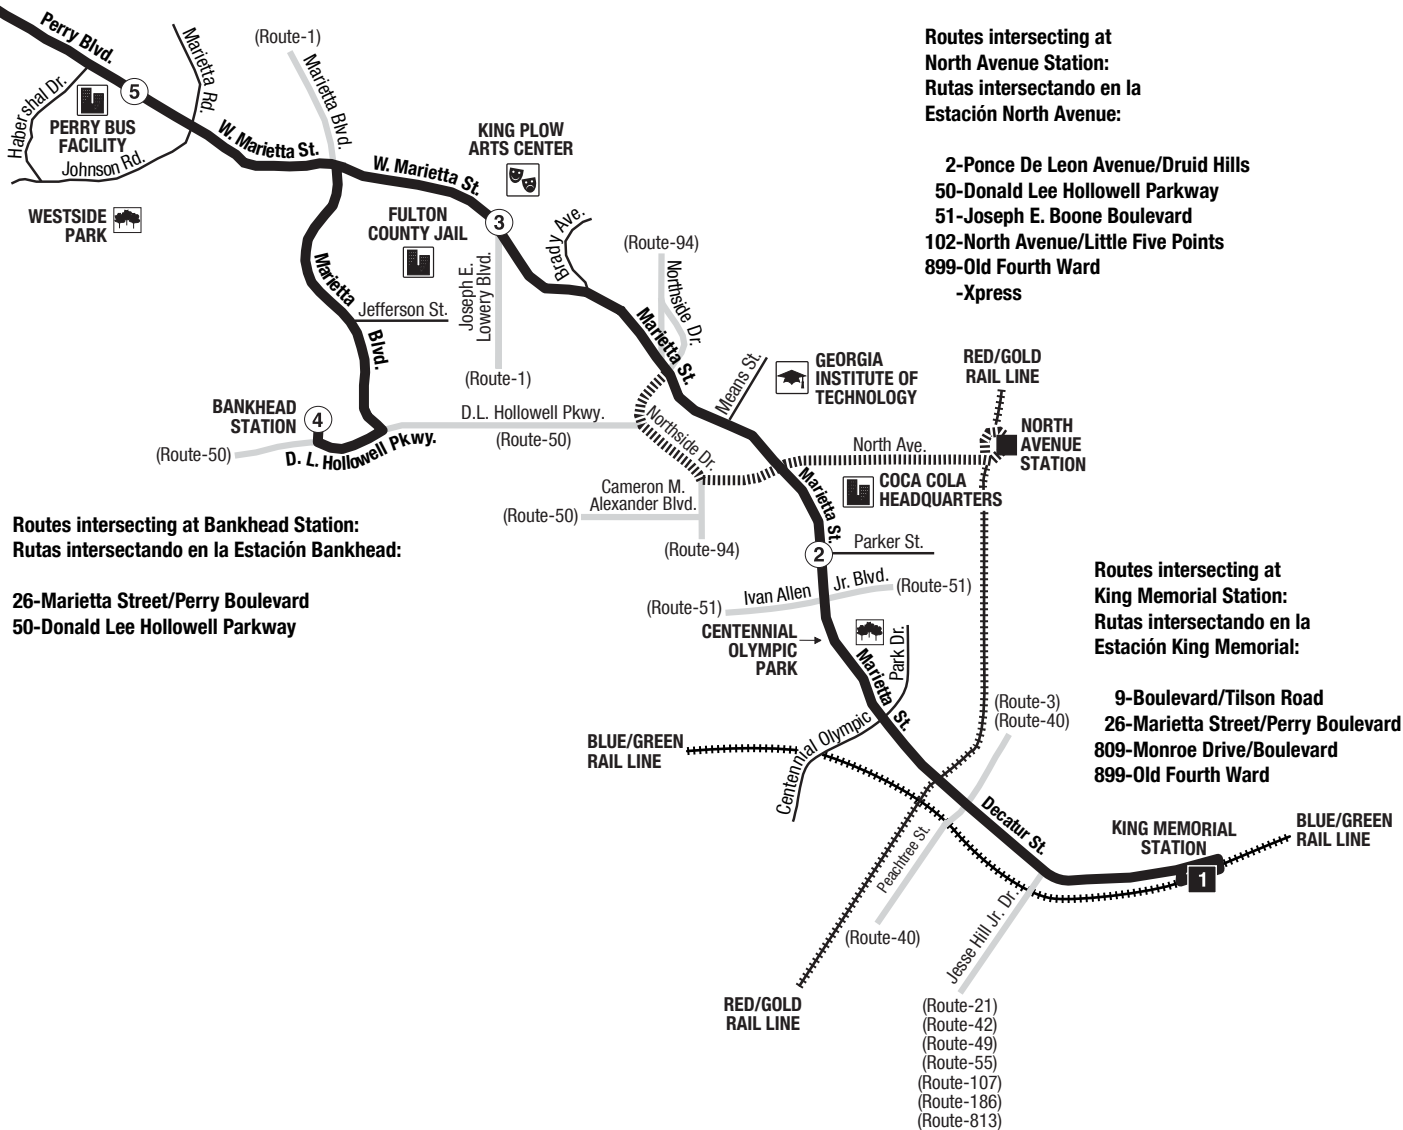 Perry Blvd.
Marietta Rd.
(Route-1)
Marietta Blvd.
Habershal Dr.
5
PERRY BUS
FACILITY
Johnson Rd.
W. Marietta St.
WESTSIDE
PARK
KING PLOW
ARTS CENTER
W. Marietta St.
FULTON
COUNTY JAIL
3
Brady Ave.
Joseph E.
Lowery Blvd.
(Route-1)
(Route-94)
Northside Dr.
Marietta
Blvd.
Jefferson St.
Marietta St.
Means St.
GEORGIA
INSTITUTE OF
TECHNOLOGY
BANKHEAD
STATION
4
(Route-50)
D. L. Hollowell Pkwy.
D.L. Hollowell Pkwy.
(Route-50)
Northside Dr.
Cameron M.
Alexander Blvd.
(Route-50)
(Route-94)
North Ave.
RED/GOLD
RAIL LINE
NORTH
AVENUE
STATION
COCA COLA
HEADQUARTERS
Marietta St.
2
Parker St.
Ivan Allen Jr. Blvd.
(Route-51)
(Route-51)
CENTENNIAL
OLYMPIC
PARK
Marietta St.
Centennial Olympic Park Dr.
BLUE/GREEN
RAIL LINE
(Route-3)
(Route-40)
Decatur St.
Peachtree St.
(Route-40)
RED/GOLD
RAIL LINE
KING MEMORIAL
STATION
1
BLUE/GREEN
RAIL LINE
Jesse Hill Jr. Dr.
(Route-21)
(Route-42)
(Route-49)
(Route-55)
(Route-107)
(Route-186)
(Route-813)
Routes intersecting at
North Avenue Station:
Rutas intersectando en la
Estación North Avenue:
2-Ponce De Leon Avenue/Druid Hills
50-Donald Lee Hollowell Parkway
51-Joseph E. Boone Boulevard
102-North Avenue/Little Five Points
899-Old Fourth Ward
-Xpress
Routes intersecting at Bankhead Station:
Rutas intersectando en la Estación Bankhead:
26-Marietta Street/Perry Boulevard
50-Donald Lee Hollowell Parkway
Routes intersecting at
King Memorial Station:
Rutas intersectando en la
Estación King Memorial:
9-Boulevard/Tilson Road
26-Marietta Street/Perry Boulevard
809-Monroe Drive/Boulevard
899-Old Fourth Ward